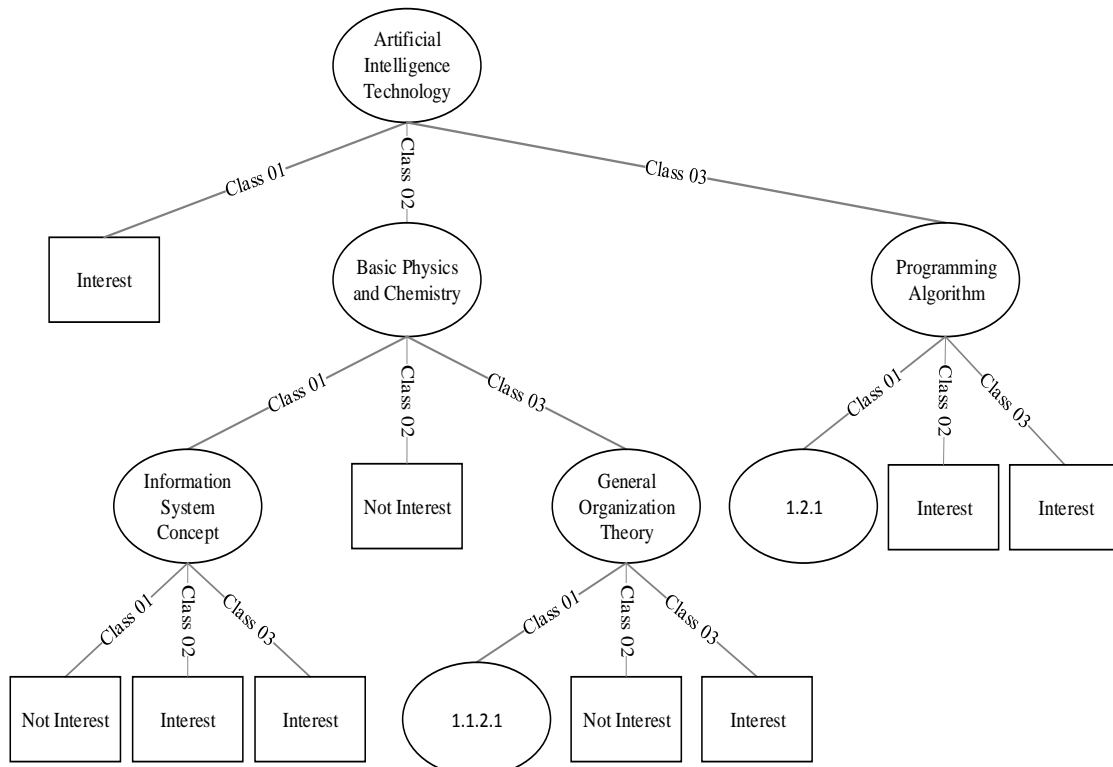 Artificial
Intelligence
Technology
Class 01
Class 02
Class 03
Interest
Basic Physics
and Chemistry
Programming
Algorithm
Class 01
Class 02
Class 03
Class 01
Class 02
Class 03
Information
System
Concept
Not Interest
General
Organization
Theory
1.2.1
Interest
Interest
Class 01
Class 02
Class 03
Class 01
Class 02
Class 03
Not Interest
Interest
Interest
1.1.2.1
Not Interest
Interest